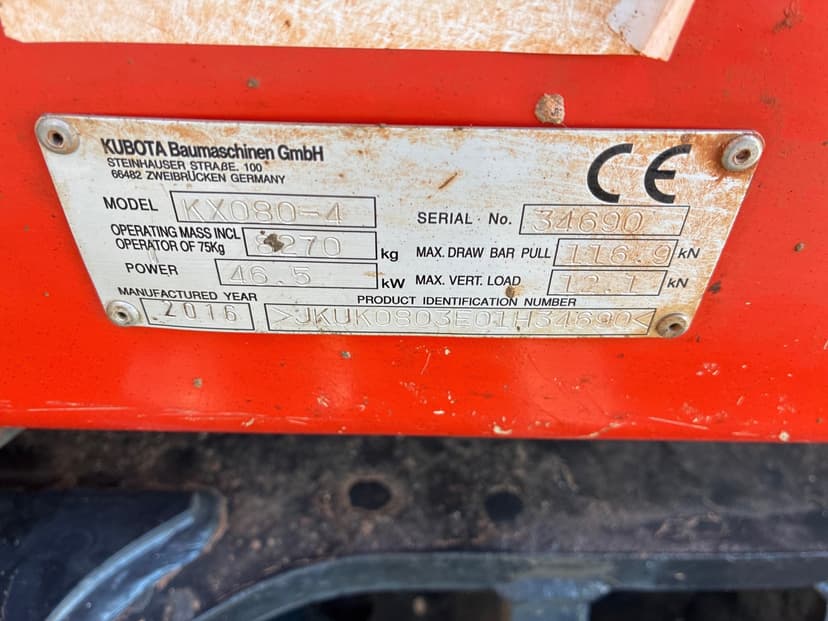 KUBOTA Baumaschinen GmbH
STEINHAUSER STRAẞE. 100
66482 ZWEIBRÜCKEN GERMANY
CE
MODEL KX080-4
SERIAL · No. 34690
OPERATING MASS INCL
OPERATOR OF 75Kg 8270 kg
MAX. DRAW BAR PULL 116.9 kN
POWER 46.5 kW
MAX. VERT. LOAD 12.1 kN
MANUFACTURED YEAR
2016
PRODUCT IDENTIFICATION NUMBER
>JKUK0803E01H34690<